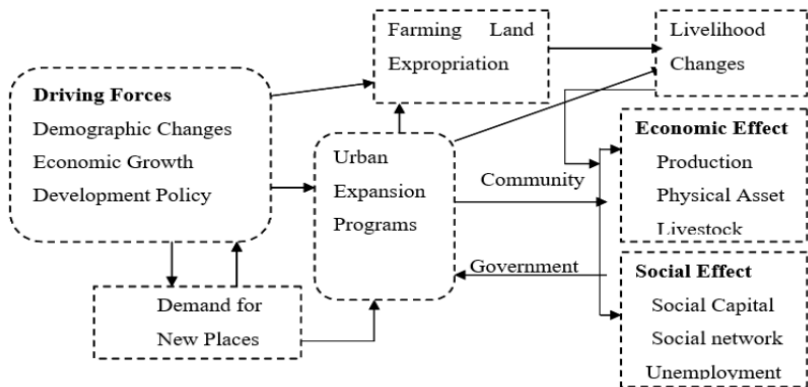 Farming Land
Expropriation
Livelihood
Changes
Driving Forces
Demographic Changes
Economic Growth
Development Policy
Urban
Expansion
Programs
Community
Government
Economic Effect
Production
Physical Asset
Livestock
Social Effect
Social Capital
Social network
Unemployment
Demand for
New Places